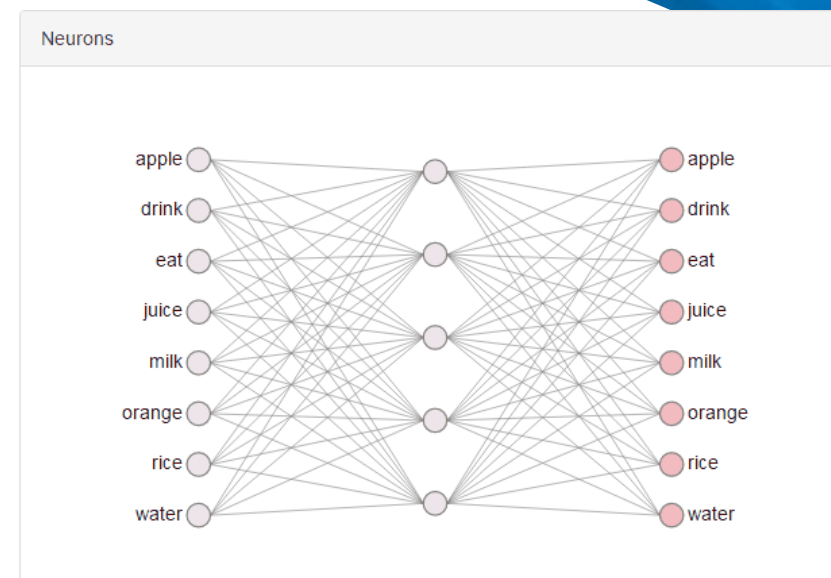 Neurons
apple apple
drink drink
eat eat
juice juice
milk milk
orange orange
rice rice
water water